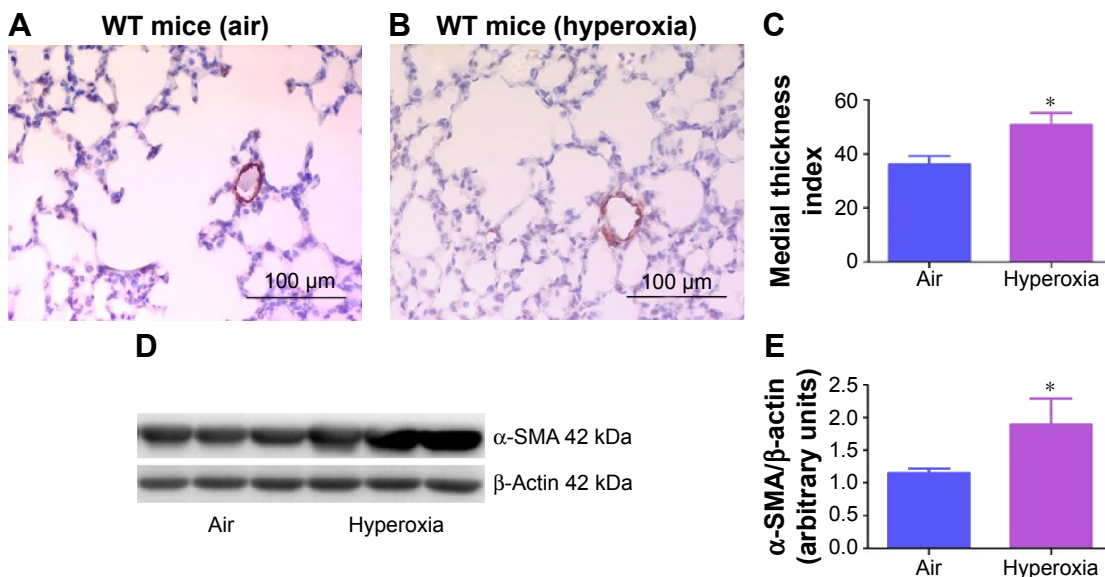 A WT mice (air)
B WT mice (hyperoxia)
100 µm
100 µm
C
Medial thickness
index
60
40
20
0
*
Air Hyperoxia
D
α-SMA 42 kDa
β-Actin 42 kDa
Air Hyperoxia
E
α-SMA/β-actin
(arbitrary units)
2.5
2.0
1.5
1.0
0.5
0.0
*
Air Hyperoxia